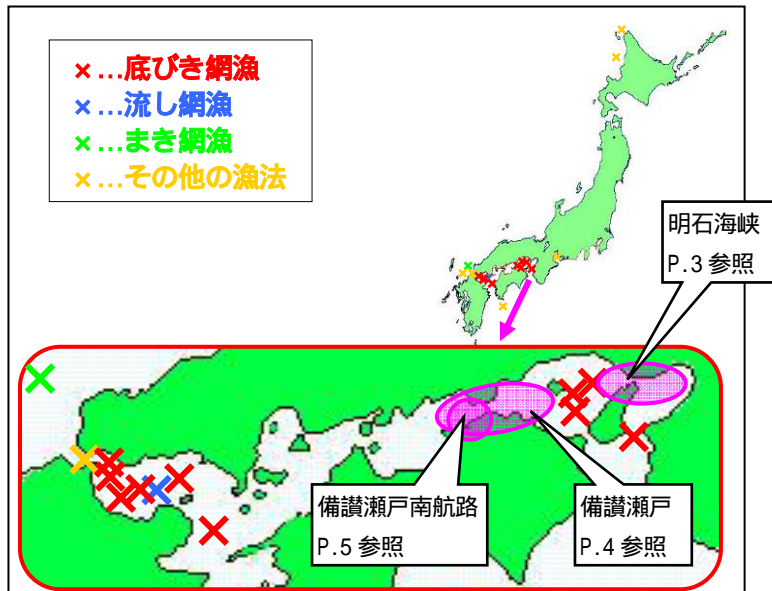 ×…底びき網漁
×…流し網漁
×…まき網漁
×…その他の漁法
明石海峡
P.3 参照
備讃瀬戸南航路
P.5 参照
備讃瀬戸
P.4 参照